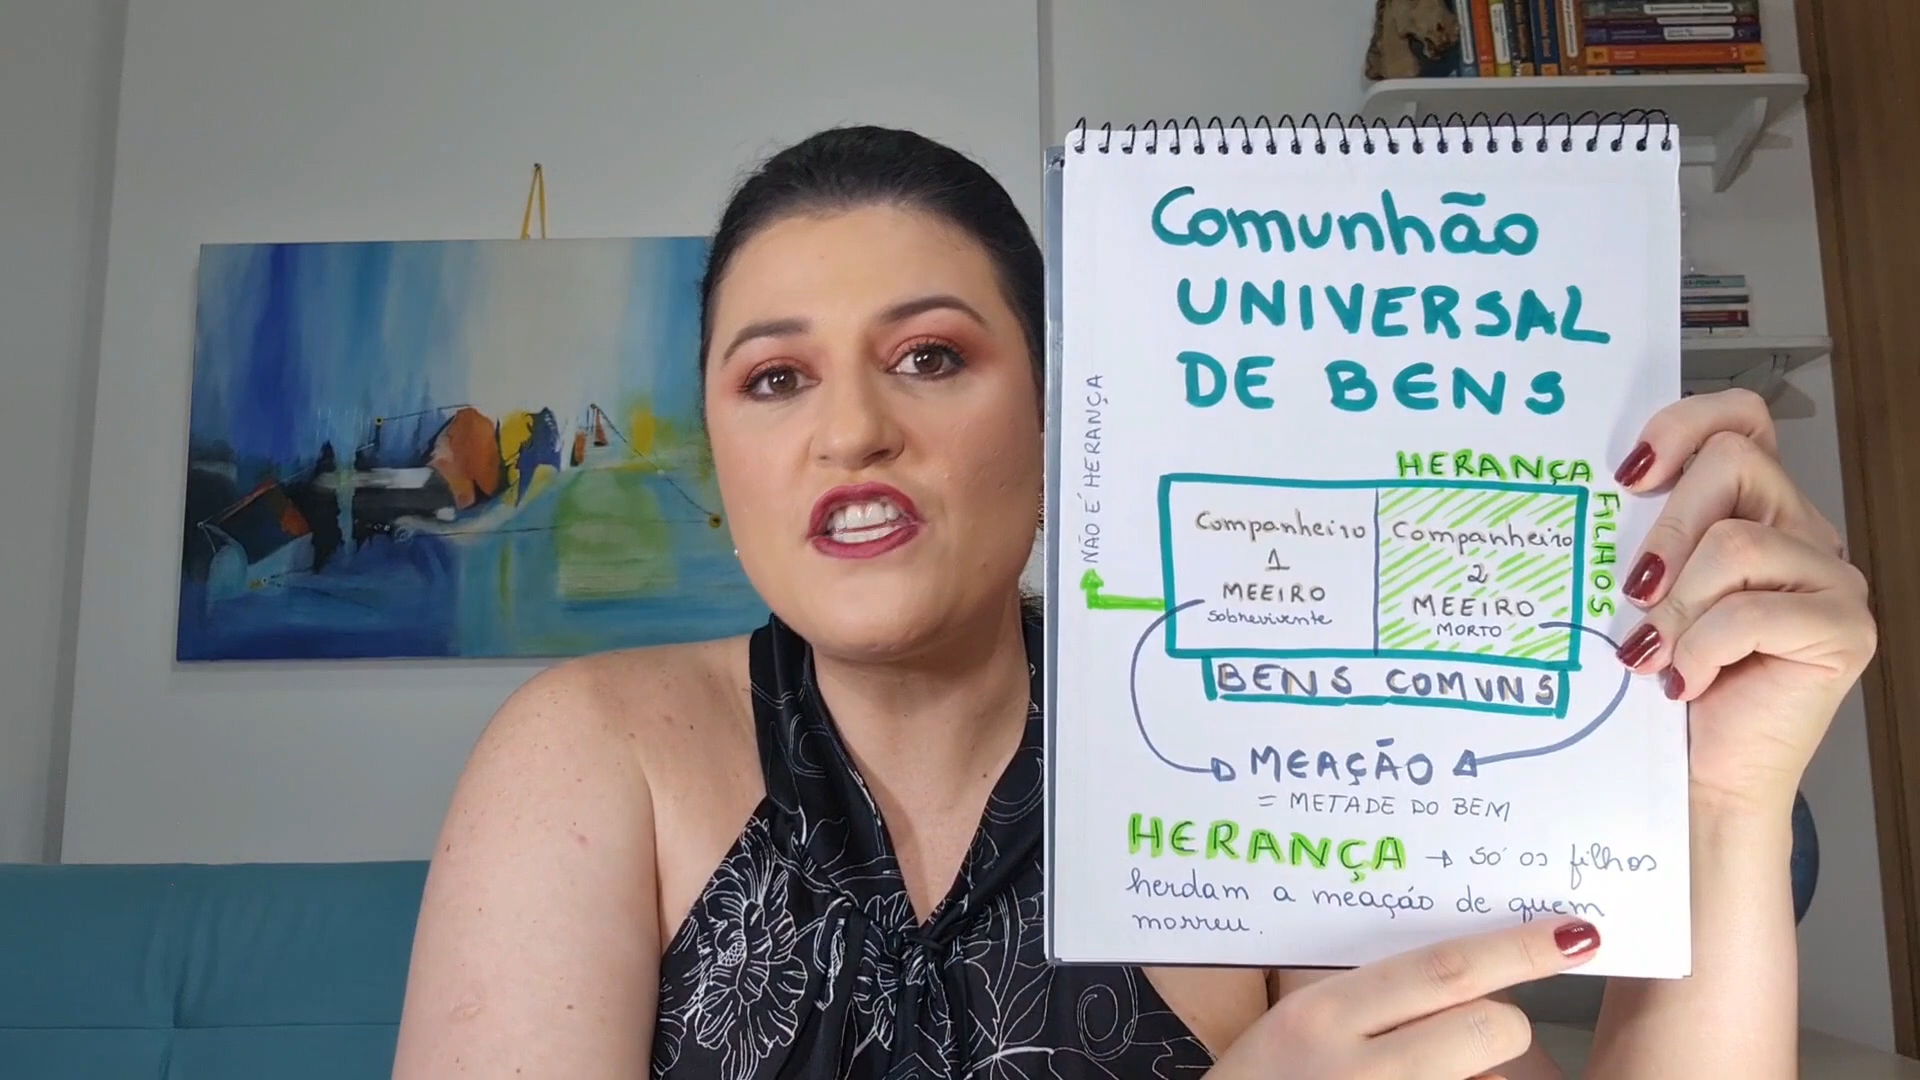 Comunhão
UNIVERSAL
DE BENS
HERANÇA
FILHOS
NÃO É HERANÇA
Companheiro
1
MEEIRO
Sobrevivente
Companheiro
2
MEEIRO
MORTO
BENS COMUNS
MEAÇÃO
= METADE DO BEM
HERANÇA → Só os filhos
herdam a meação de quem
morreu.